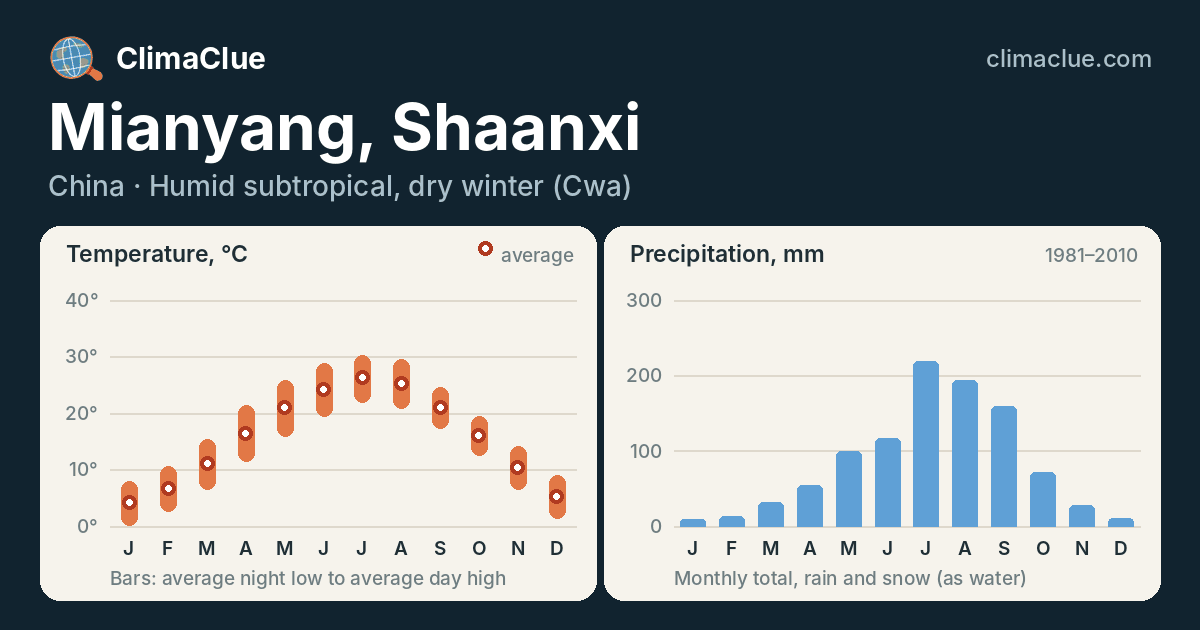 ClimaClue
climaclue.com
Mianyang, Shaanxi
China · Humid subtropical, dry winter (Cwa)
Temperature, °C
average
40°
30°
20°
10°
0°
J F M A M J J A S O N D
Bars: average night low to average day high
Precipitation, mm
1981–2010
300
200
100
0
J F M A M J J A S O N D
Monthly total, rain and snow (as water)